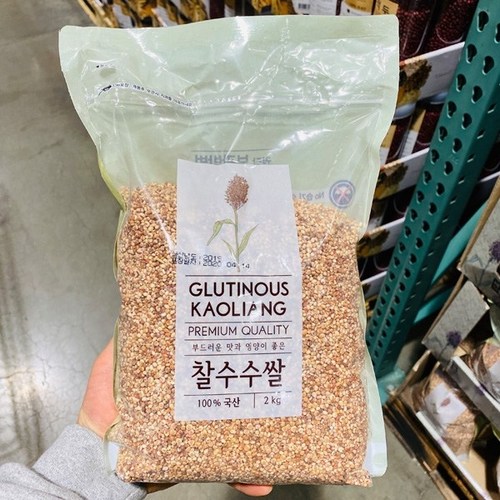 GLUTINOUS
KAOLIANG
PREMIUM QUALITY
부드러운 맛과 영양이 좋은
찰수수쌀
100% 국산 2 kg